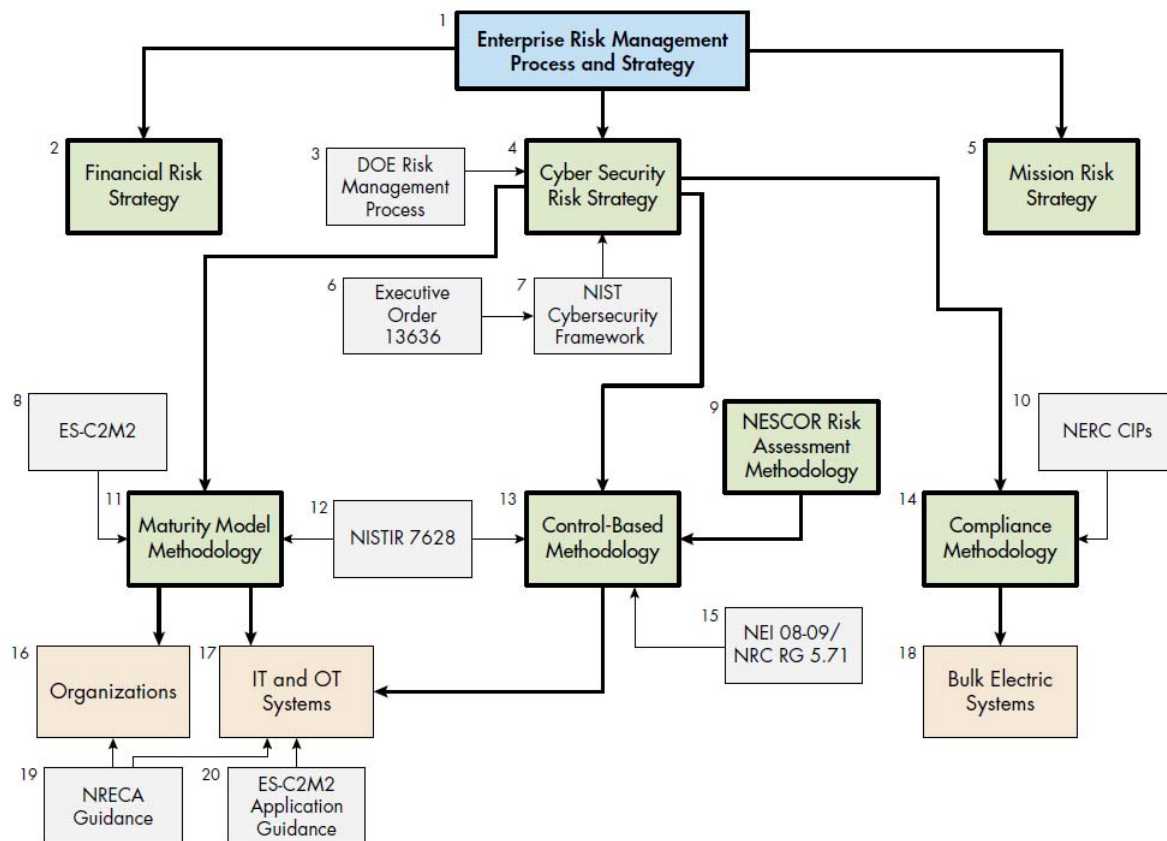 1
Enterprise Risk Management
Process and Strategy
2
Financial Risk
Strategy
3
DOE Risk
Management
Process
4
Cyber Security
Risk Strategy
5
Mission Risk
Strategy
6
Executive
Order
13636
7
NIST
Cybersecurity
Framework
8
ES-C2M2
9
NESCOR Risk
Assessment
Methodology
10
NERC CIPs
11
Maturity Model
Methodology
12
NISTIR 7628
13
Control-Based
Methodology
14
Compliance
Methodology
15
NEI 08-09/
NRC RG 5.71
16
Organizations
17
IT and OT
Systems
18
Bulk Electric
Systems
19
NRECA
Guidance
20
ES-C2M2
Application
Guidance